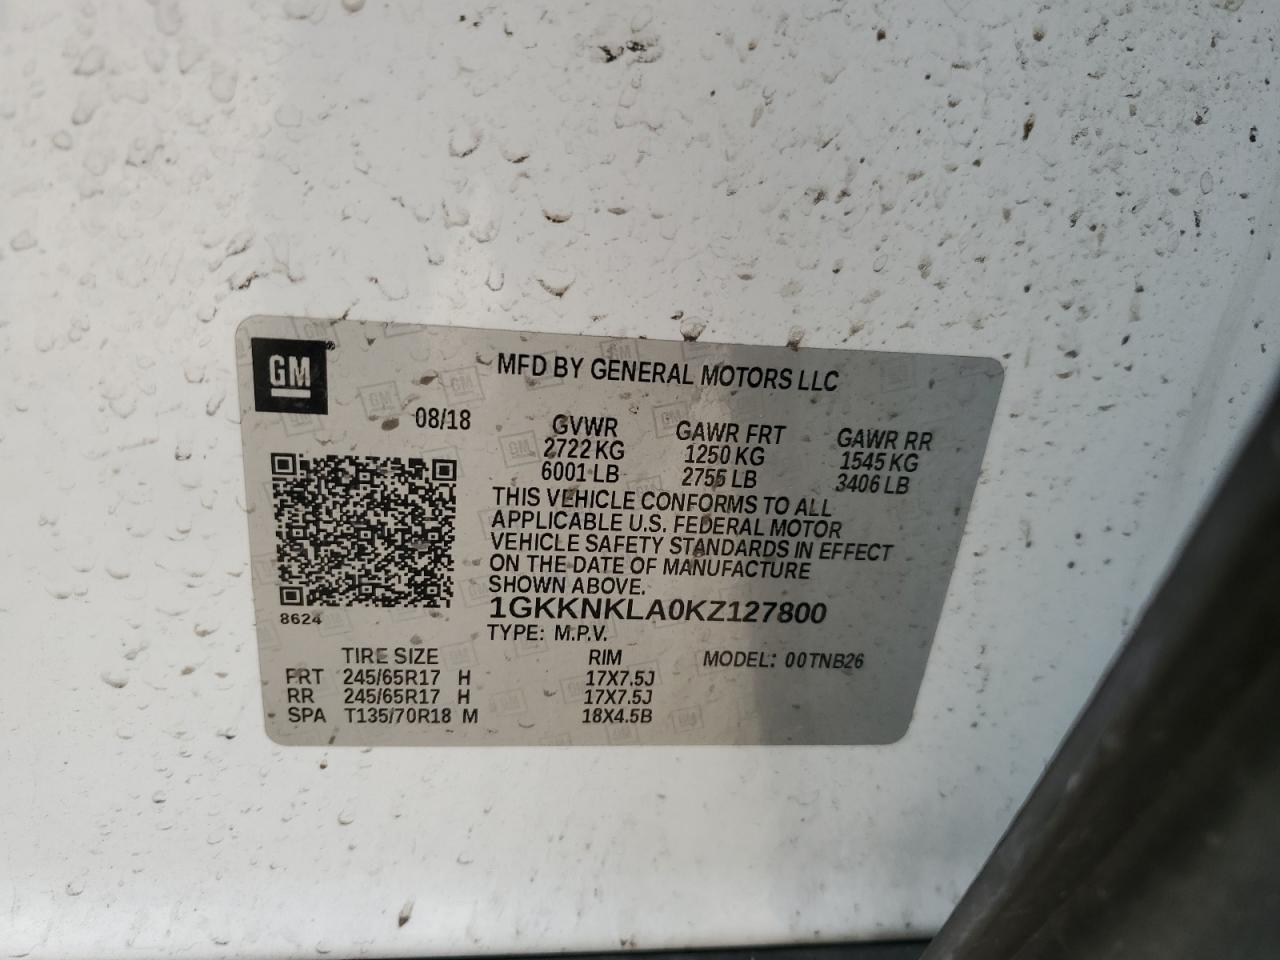 GM
MFD BY GENERAL MOTORS LLC
08/18
GVWR GAWR FRT GAWR RR
2722 KG 1250 KG 1545 KG
6001 LB 2755 LB 3406 LB
THIS VEHICLE CONFORMS TO ALL
APPLICABLE U.S. FEDERAL MOTOR
VEHICLE SAFETY STANDARDS IN EFFECT
ON THE DATE OF MANUFACTURE
SHOWN ABOVE.
1GKKNKLA0KZ127800
8624
TYPE: M.P.V.
TIRE SIZE RIM MODEL: 00TNB26
FRT 245/65R17 H 17X7.5J
RR 245/65R17 H 17X7.5J
SPA T135/70R18 M 18X4.5B